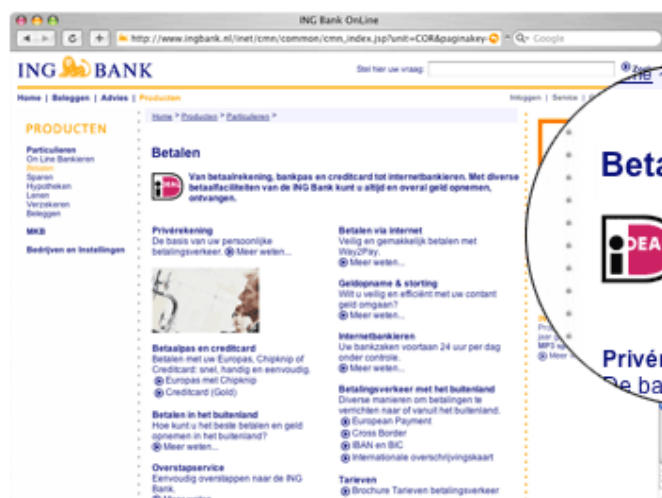 ING Bank OnLine
http://www.ingbank.nl/inet/cmn/common/cmn_index.jsp?unit=COR&paginakey=
Google
ING BANK
Stel hier uw vraag:
Home | Beleggen | Advies | Producten
Inloggen | Service |
Home > Producten > Particulieren >
PRODUCTEN
Particulieren
On Line Bankieren
Betalen
Sparen
Hypotheken
Lenen
Verzekeren
Beleggen
MKB
Bedrijven en Instellingen
Betalen
iDEAL
Van betaalrekening, bankpas en creditcard tot internetbankieren. Met diverse
betaalfaciliteiten van de ING Bank kunt u altijd en overal geld opnemen,
ontvangen.
Privérekening
De basis van uw persoonlijke
betalingsverkeer. Meer weten...
Betaalpas en creditcard
Betalen met uw Europas, Chipknip of
Creditcard: snel, handig en eenvoudig.
Europas met Chipknip
Creditcard (Gold)
Betalen in het buitenland
Hoe kunt u het beste betalen en geld
opnemen in het buitenland?
Meer weten...
Overstapservice
Eenvoudig overstappen naar de ING
Bank.
Meer weten...
Betalen via internet
Veilig en gemakkelijk betalen met
Way2Pay.
Meer weten...
Geldopname & storting
Wilt u veilig en efficiënt met uw contant
geld omgaan?
Meer weten...
Internetbankieren
Uw bankzaken voortaan 24 uur per dag
onder controle.
Meer weten...
Betalingsverkeer met het buitenland
Diverse manieren om betalingen te
verrichten naar of vanuit het buitenland.
European Payment
Cross Border
IBAN en BIC
Internationale overschrijvingskaart
Tarieven
Brochure Tarieven betalingsverkeer
Beta
iDEA
Privér
De ba